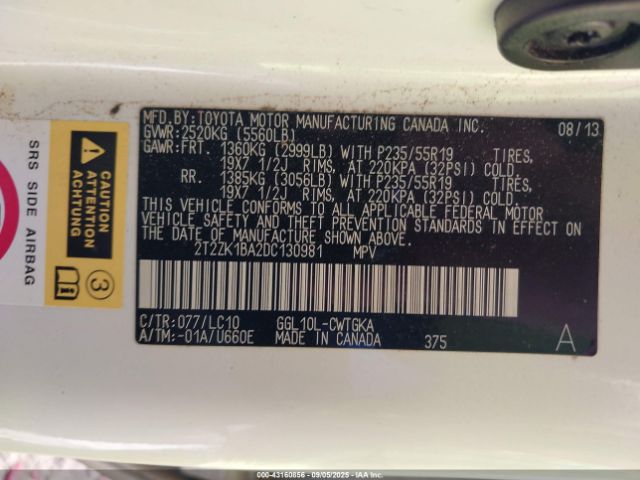 MFD. BY: TOYOTA MOTOR MANUFACTURING CANADA INC. 08/13
GVWR: 2520KG (5560LB)
GAWR: FRT. 1360KG (2999LB) WITH P235/55R19 TIRES,
19X7 1/2J RIMS, AT 220KPA (32PSI) COLD.
RR. 1385KG (3056LB) WITH P235/55R19 TIRES,
19X7 1/2J RIMS, AT 220KPA (32PSI) COLD.
THIS VEHICLE CONFORMS TO ALL APPLICABLE FEDERAL MOTOR
VEHICLE SAFETY AND THEFT PREVENTION STANDARDS IN EFFECT ON
THE DATE OF MANUFACTURE SHOWN ABOVE.
2T2ZK1BA2DC130981 MPV
C/TR: 077/LC10 GGL10L-CWTGKA
A/TM: -01A/U660E MADE IN CANADA 375 A
SRS SIDE AIRBAG
CAUTION
ATTENTION
ACHTUNG
3
000-43160856 - 09/05/2025 - IAA, INC.